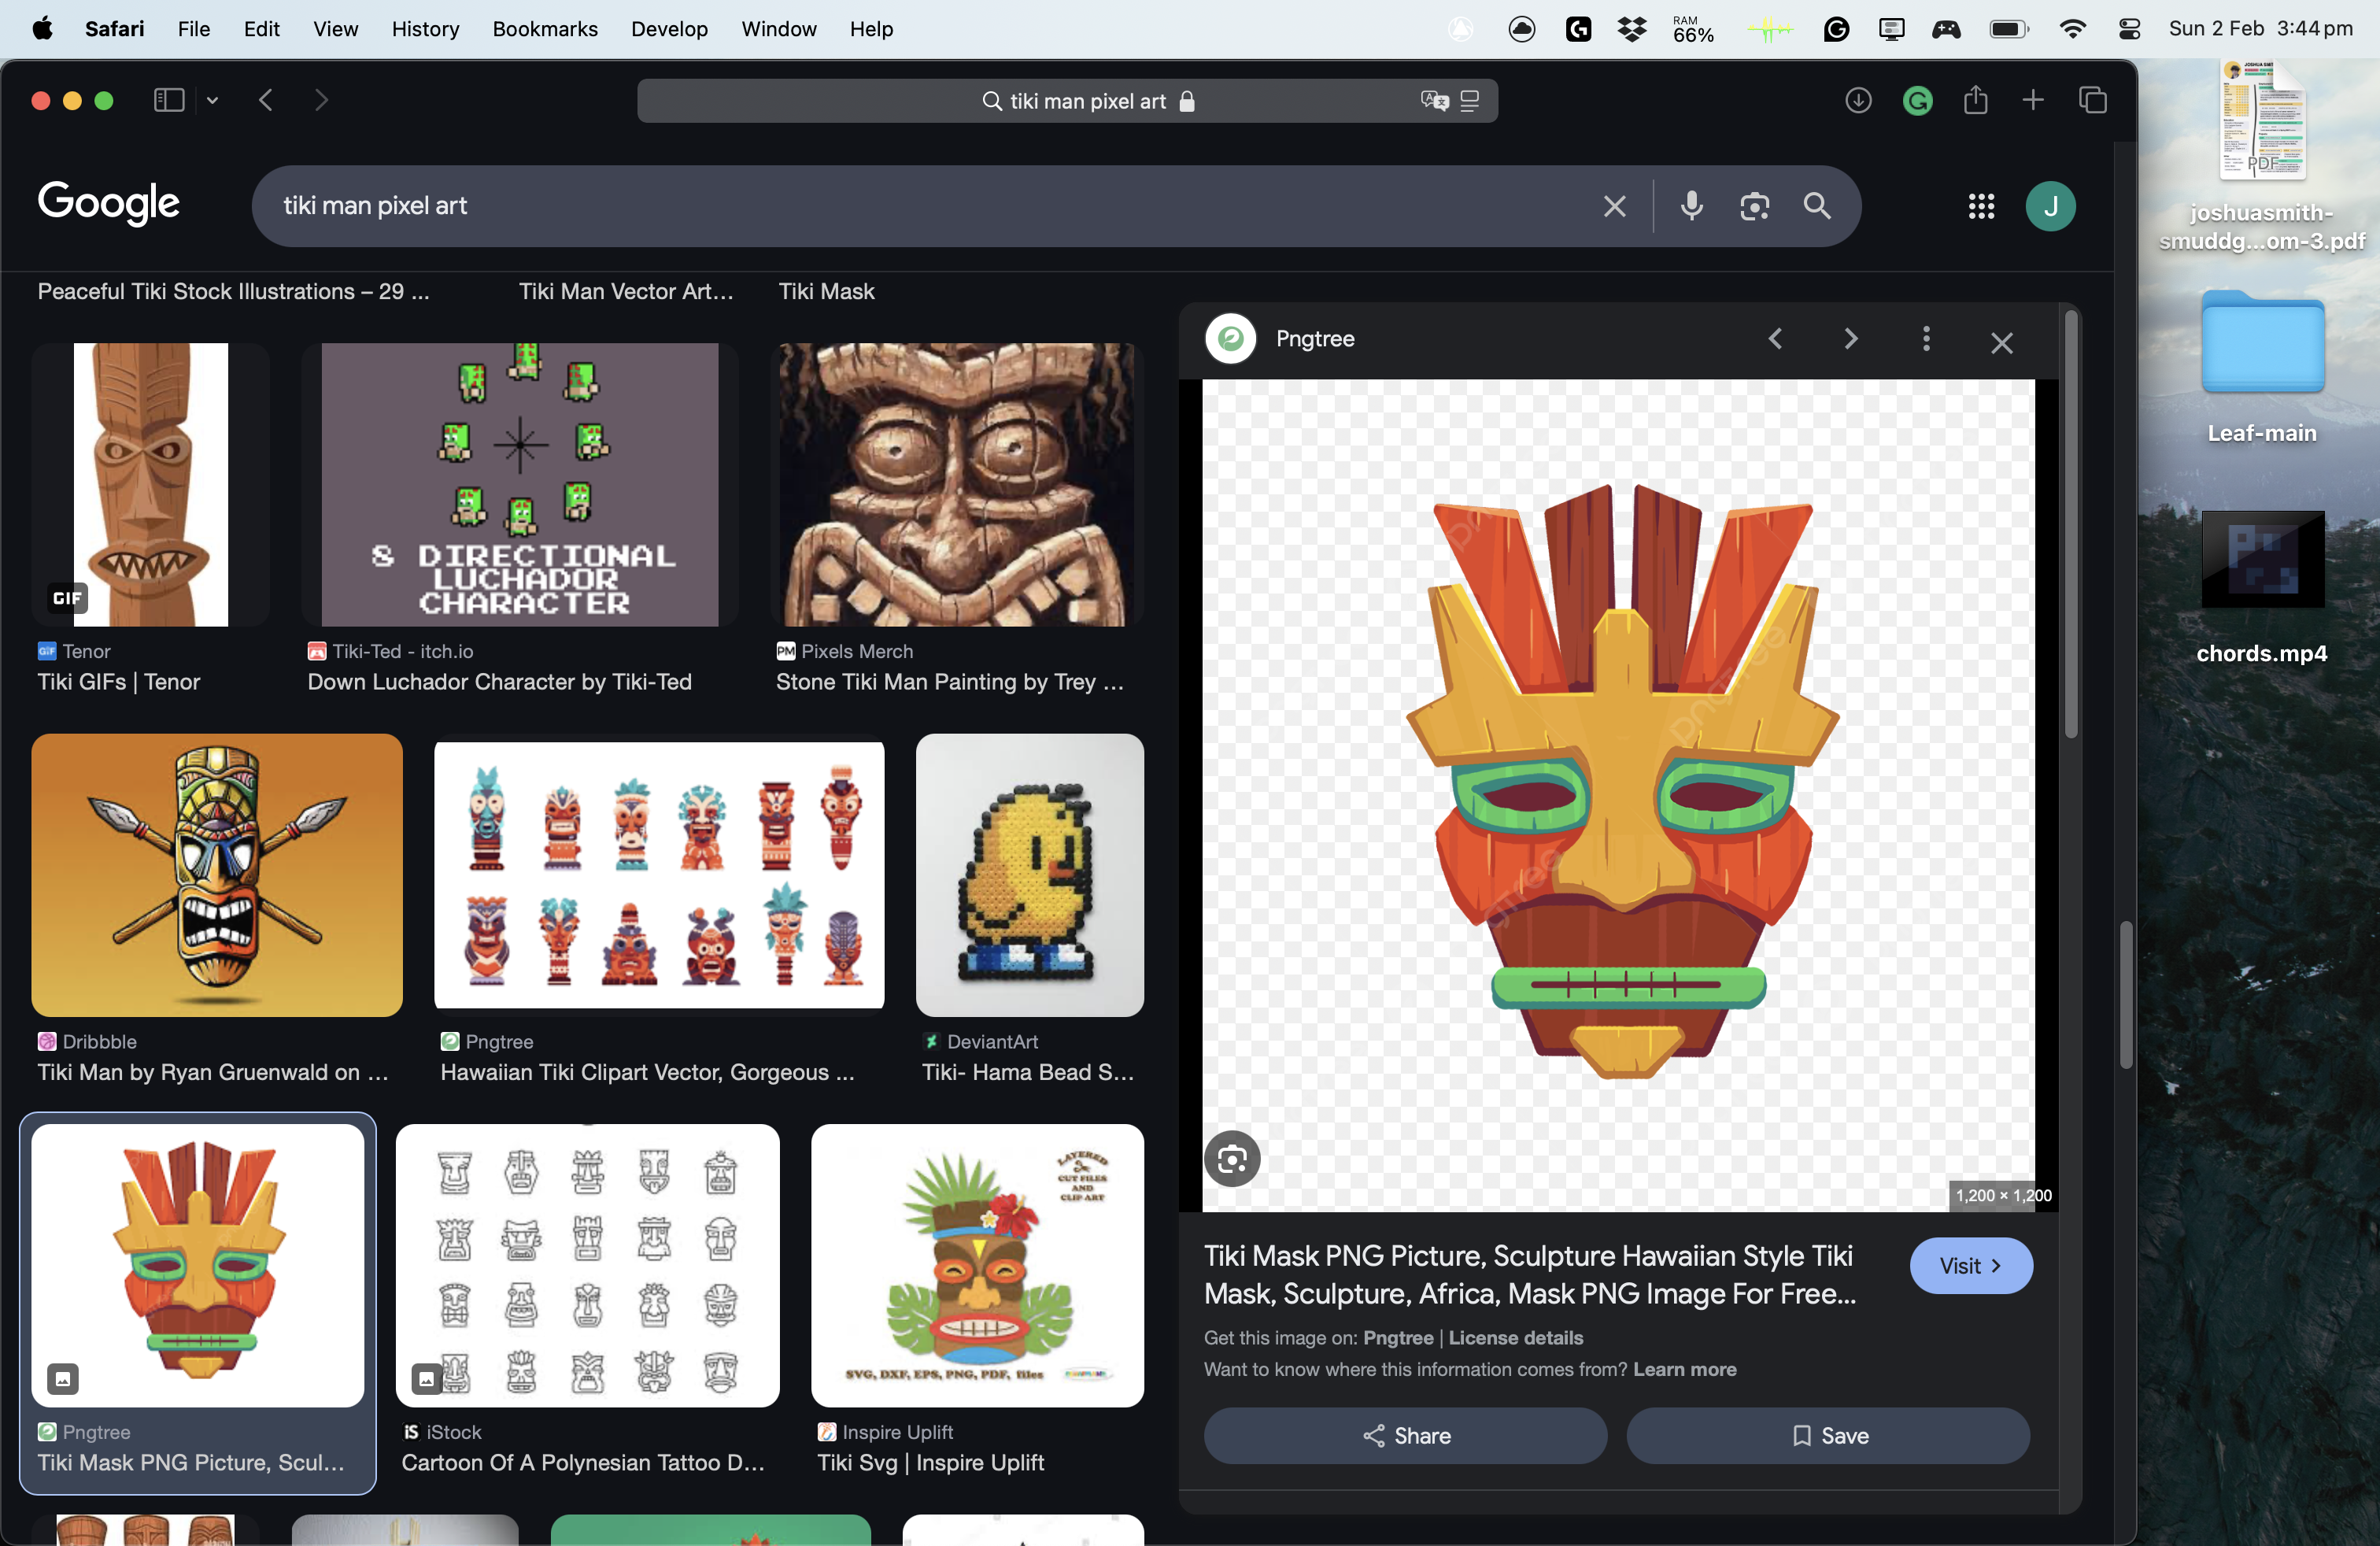 Safari File Edit View History Bookmarks Develop Window Help
RAM
66%
Sun 2 Feb 3:44 pm
tiki man pixel art
Google
tiki man pixel art
J
Peaceful Tiki Stock Illustrations – 29 ...
Tiki Man Vector Art...
Tiki Mask
GIF
8 DIRECTIONAL
LUCHADOR
CHARACTER
GIF Tenor
Tiki GIFs | Tenor
Tiki-Ted - itch.io
Down Luchador Character by Tiki-Ted
PM Pixels Merch
Stone Tiki Man Painting by Trey ...
Dribbble
Tiki Man by Ryan Gruenwald on ...
Pngtree
Hawaiian Tiki Clipart Vector, Gorgeous ...
DeviantArt
Tiki- Hama Bead S...
Pngtree
Tiki Mask PNG Picture, Scul...
iS iStock
Cartoon Of A Polynesian Tattoo D...
LAYERED
CUT FILES
AND
CLIP ART
SVG, DXF, EPS, PNG, PDF, files
Inspire Uplift
Tiki Svg | Inspire Uplift
Pngtree
pngtree
1,200 × 1,200
Tiki Mask PNG Picture, Sculpture Hawaiian Style Tiki
Mask, Sculpture, Africa, Mask PNG Image For Free...
Visit
Get this image on: Pngtree | License details
Want to know where this information comes from? Learn more
Share
Save
PDF
joshuasmith-
smuddg...om-3.pdf
Leaf-main
chords.mp4